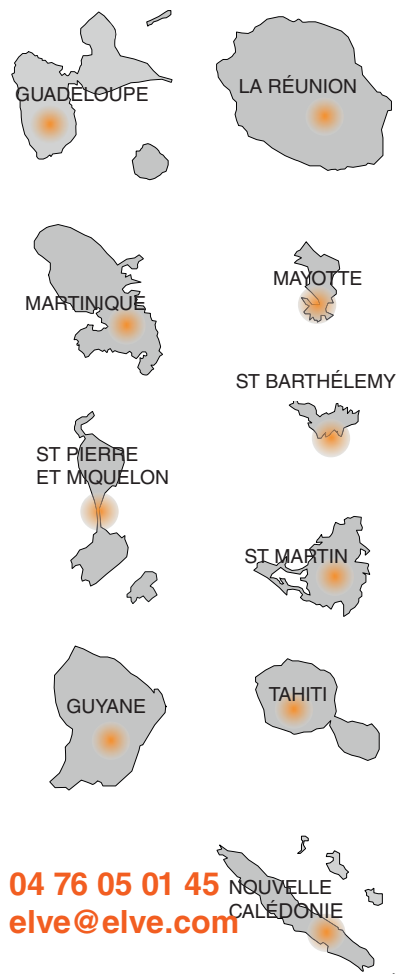 GUADELOUPE
LA RÉUNION
MARTINIQUE
MAYOTTE
ST BARTHÉLEMY
ST PIERRE
ET MIQUELON
ST MARTIN
GUYANE
TAHITI
04 76 05 01 45
elve@elve.com
NOUVELLE
CALÉDONIE